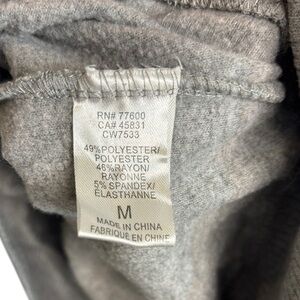 RN# 77600
CA# 45831
CW7533
49%POLYESTER/
POLYESTER
46%RAYON/
RAYONNE
5% SPANDEX/
ELASTHANNE
M
MADE IN CHINA
FABRIQUÉ EN CHINE